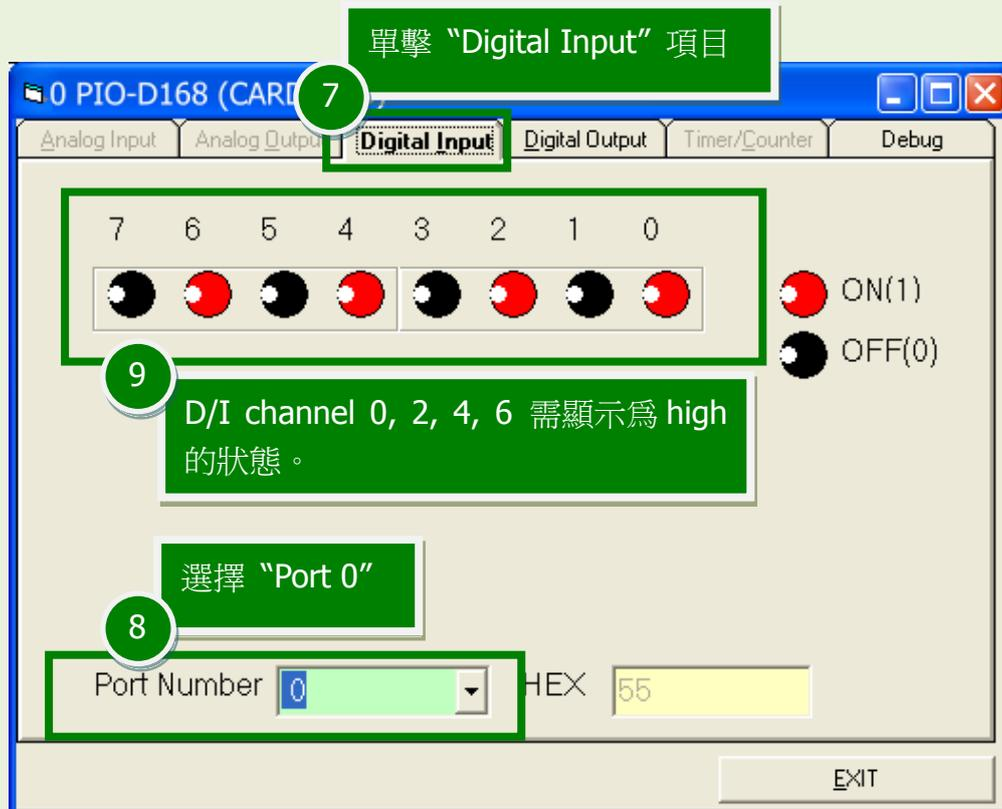 單擊 “Digital Input” 項目
7
0 PIO-D168 (CARD
Analog Input Analog Outpu Digital Input Digital Output Timer/Counter Debug
7 6 5 4 3 2 1 0
ON(1)
OFF(0)
9
D/I channel 0, 2, 4, 6 需顯示為 high
的狀態。
選擇 “Port 0”
8
Port Number 0 HEX 55
EXIT